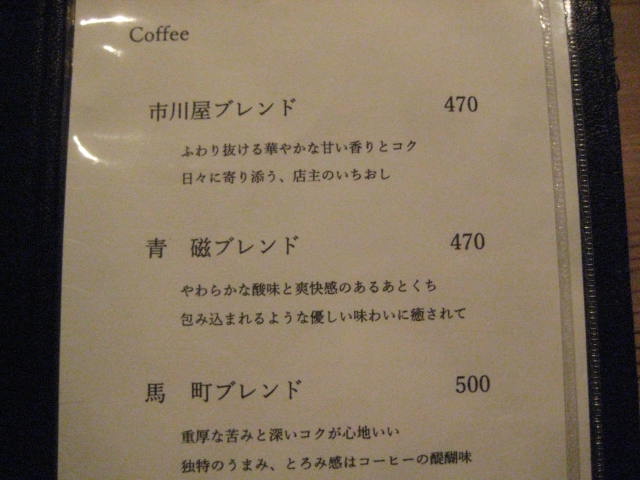 Coffee
市川屋ブレンド 470
ふわり抜ける華やかな甘い香りとコク
日々に寄り添う、店主のいちおし
青　磁ブレンド 470
やわらかな酸味と爽快感のあるあとくち
包み込まれるような優しい味わいに癒されて
馬　町ブレンド 500
重厚な苦みと深いコクが心地いい
独特のうまみ、とろみ感はコーヒーの醍醐味